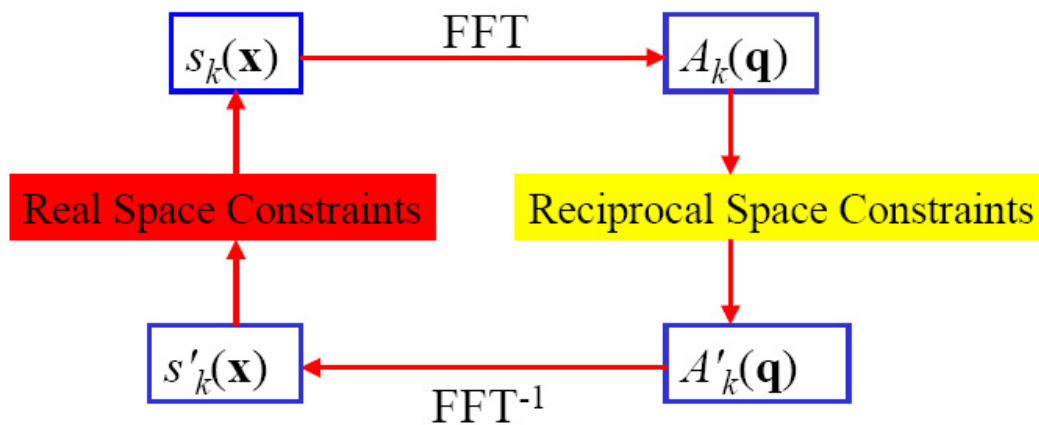 FFT
sₖ(𝐱)
Aₖ(𝐪)
Real Space Constraints
Reciprocal Space Constraints
s'ₖ(𝐱)
A'ₖ(𝐪)
FFT⁻¹